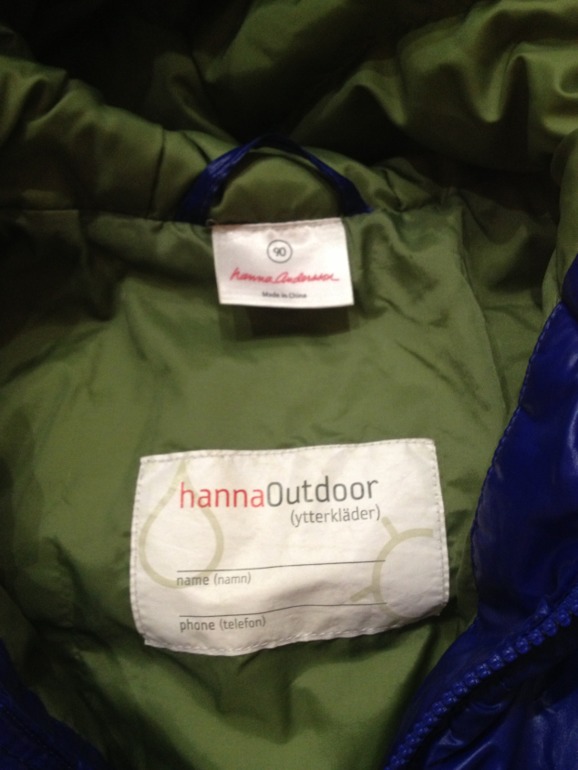 90
hanna andersson
Made in China
hannaOutdoor
(ytterkläder)
name (namn)
phone (telefon)